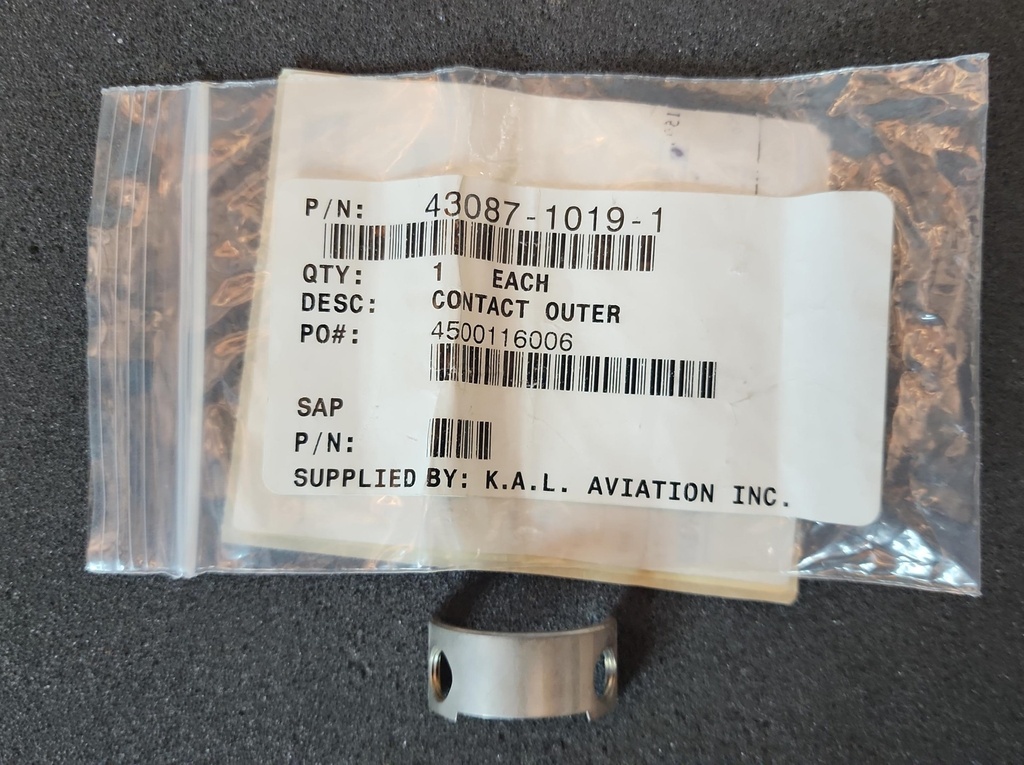 P/N: 43087-1019-1
QTY: 1 EACH
DESC: CONTACT OUTER
PO#: 4500116006
SAP
P/N:
SUPPLIED BY: K.A.L. AVIATION INC.